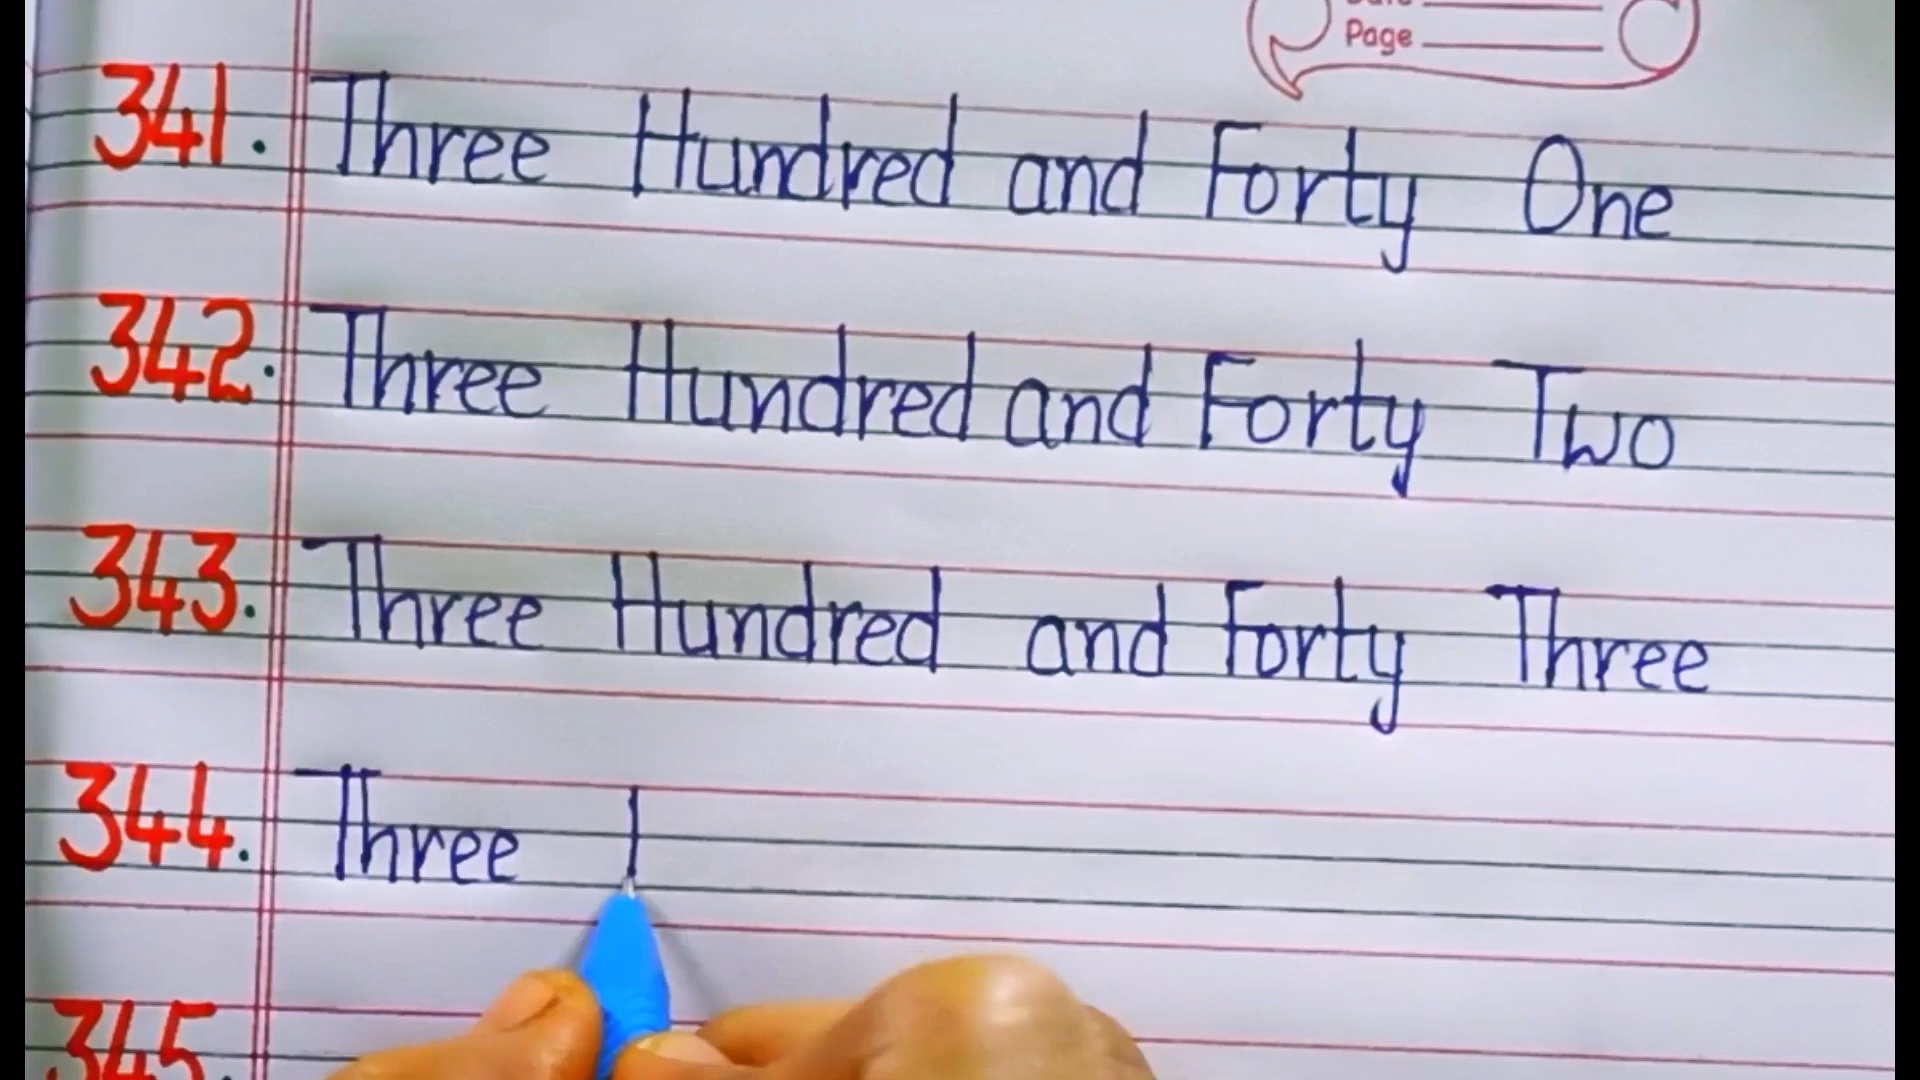 Page
341. Three Hundred and Forty One
342. Three Hundred and Forty Two
343. Three Hundred and Forty Three
344. Three
345.